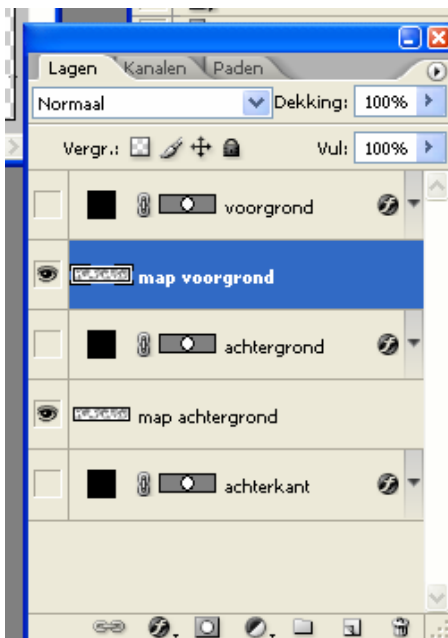 Lagen Kanalen Paden
Normaal Dekking: 100%
Vergr.: Vul: 100%
voorgrond
map voorgrond
achtergrond
map achtergrond
achterkant